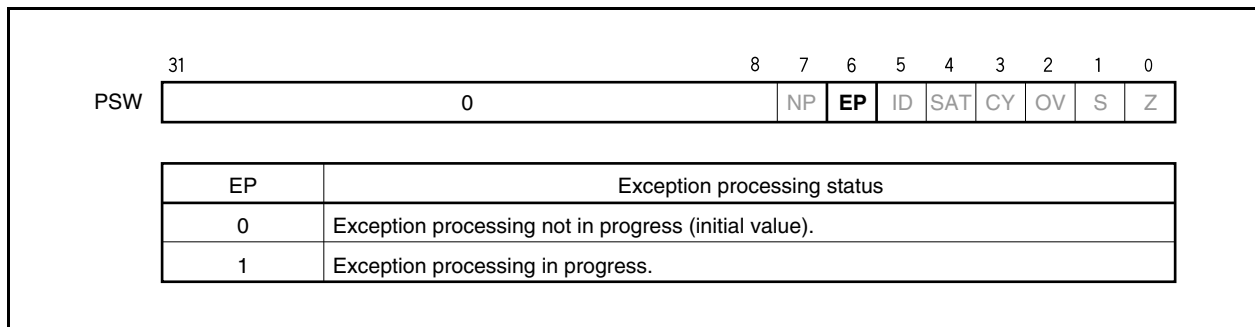 31 8 7 6 5 4 3 2 1 0
PSW 0 NP EP ID SAT CY OV S Z
EP Exception processing status
0 Exception processing not in progress (initial value).
1 Exception processing in progress.